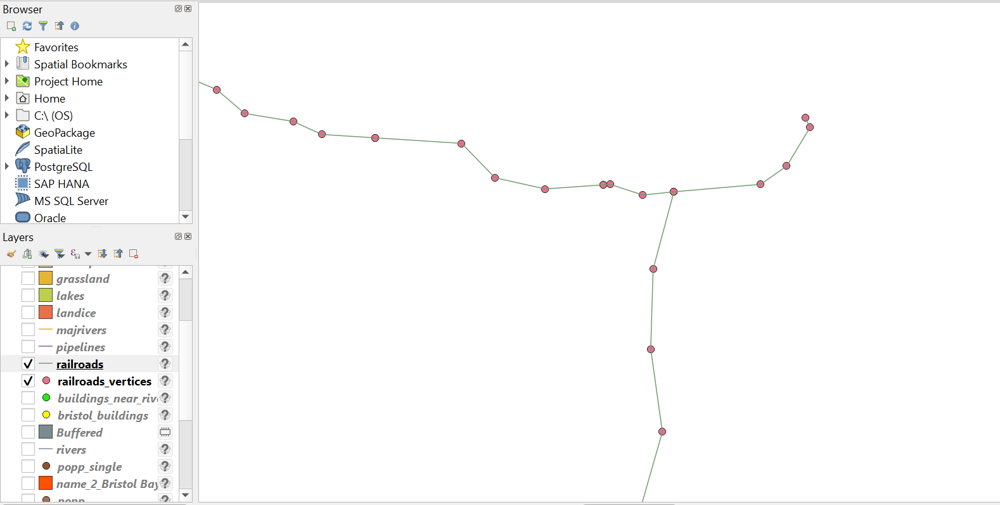 Browser
Favorites
Spatial Bookmarks
Project Home
Home
C:\ (OS)
GeoPackage
SpatiaLite
PostgreSQL
SAP HANA
MS SQL Server
Oracle
Layers
grassland
lakes
landice
majrivers
pipelines
railroads
railroads_vertices
buildings_near_riv
bristol_buildings
Buffered
rivers
popp_single
name_2_Bristol Bay
popp